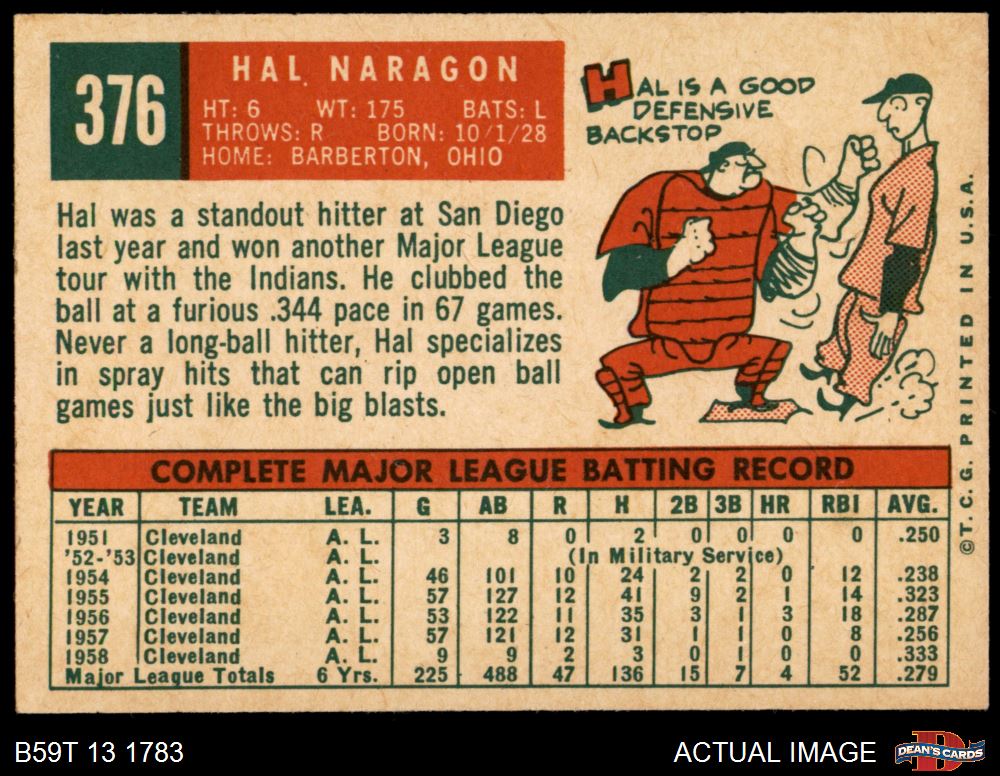 376
HAL NARAGON
HT: 6 WT: 175 BATS: L
THROWS: R BORN: 10/1/28
HOME: BARBERTON, OHIO
HAL IS A GOOD
DEFENSIVE
BACKSTOP
Hal was a standout hitter at San Diego
last year and won another Major League
tour with the Indians. He clubbed the
ball at a furious .344 pace in 67 games.
Never a long-ball hitter, Hal specializes
in spray hits that can rip open ball
games just like the big blasts.
COMPLETE MAJOR LEAGUE BATTING RECORD
YEAR TEAM LEA. G AB R H 2B 3B HR RBI AVG.
1951 Cleveland A. L. 3 8 0 2 0 0 0 0 .250
'52-'53 Cleveland A. L. (In Military Service)
1954 Cleveland A. L. 46 101 10 24 2 2 0 12 .238
1955 Cleveland A. L. 57 127 12 41 9 2 1 14 .323
1956 Cleveland A. L. 53 122 11 35 3 1 3 18 .287
1957 Cleveland A. L. 57 121 12 31 1 1 0 8 .256
1958 Cleveland A. L. 9 9 2 3 0 1 0 0 .333
Major League Totals 6 Yrs. 225 488 47 136 15 7 4 52 .279
© T. C. G. PRINTED IN U.S.A.
B59T 13 1783
ACTUAL IMAGE
DEAN'S CARDS